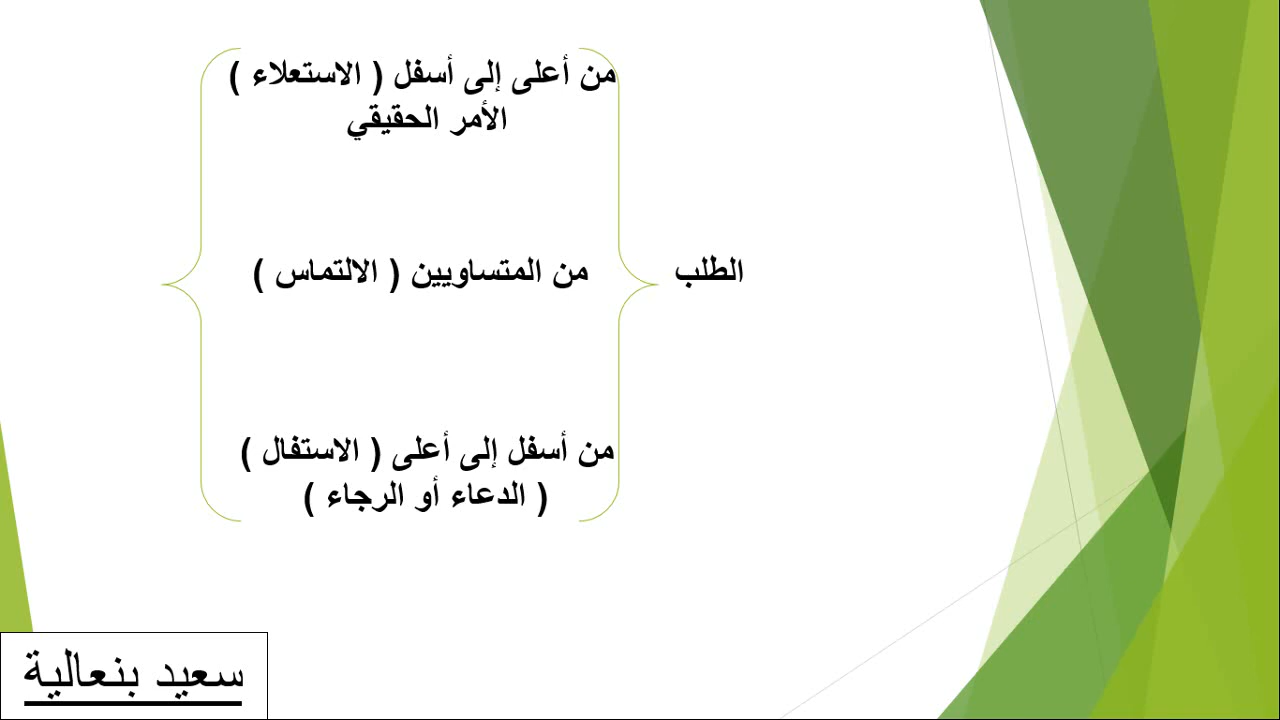 من أعلى إلى أسفل ( الاستعلاء )
الأمر الحقيقي
الطلب
من المتساويين ( الالتماس )
من أسفل إلى أعلى ( الاستفال )
( الدعاء أو الرجاء )
سعيد بنعالية